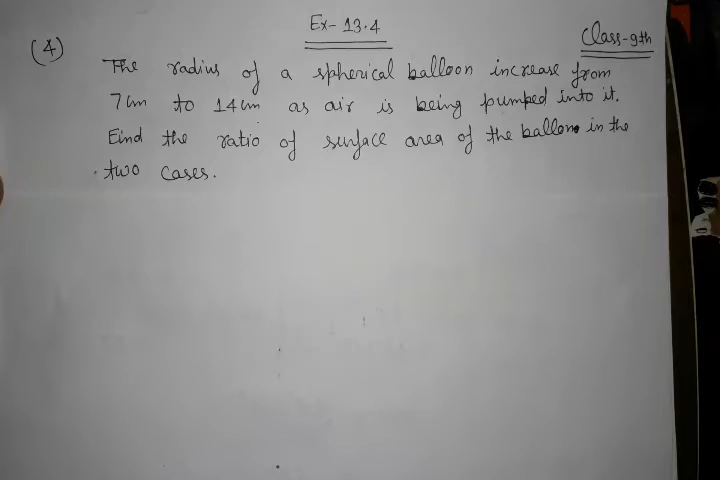 Ex-13.4
Class-9th
(4)
The radius of a spherical balloon increase from
7cm to 14cm as air is being pumped into it.
Find the ratio of surface area of the balloon in the
two cases.